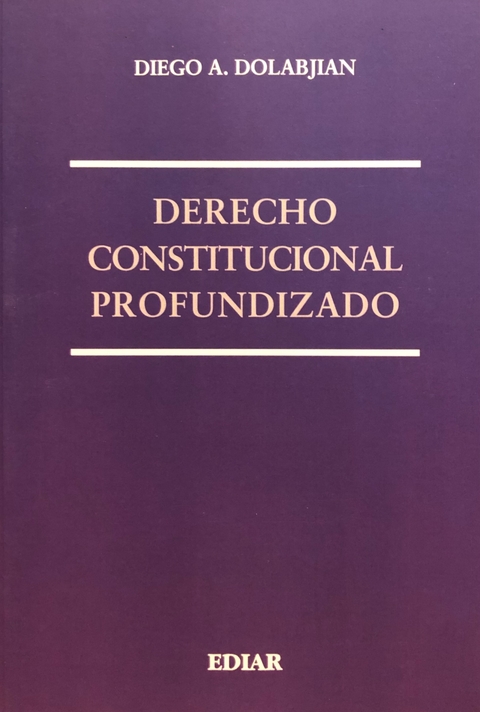 DIEGO A. DOLABJIAN
DERECHO
CONSTITUCIONAL
PROFUNDIZADO
EDIAR